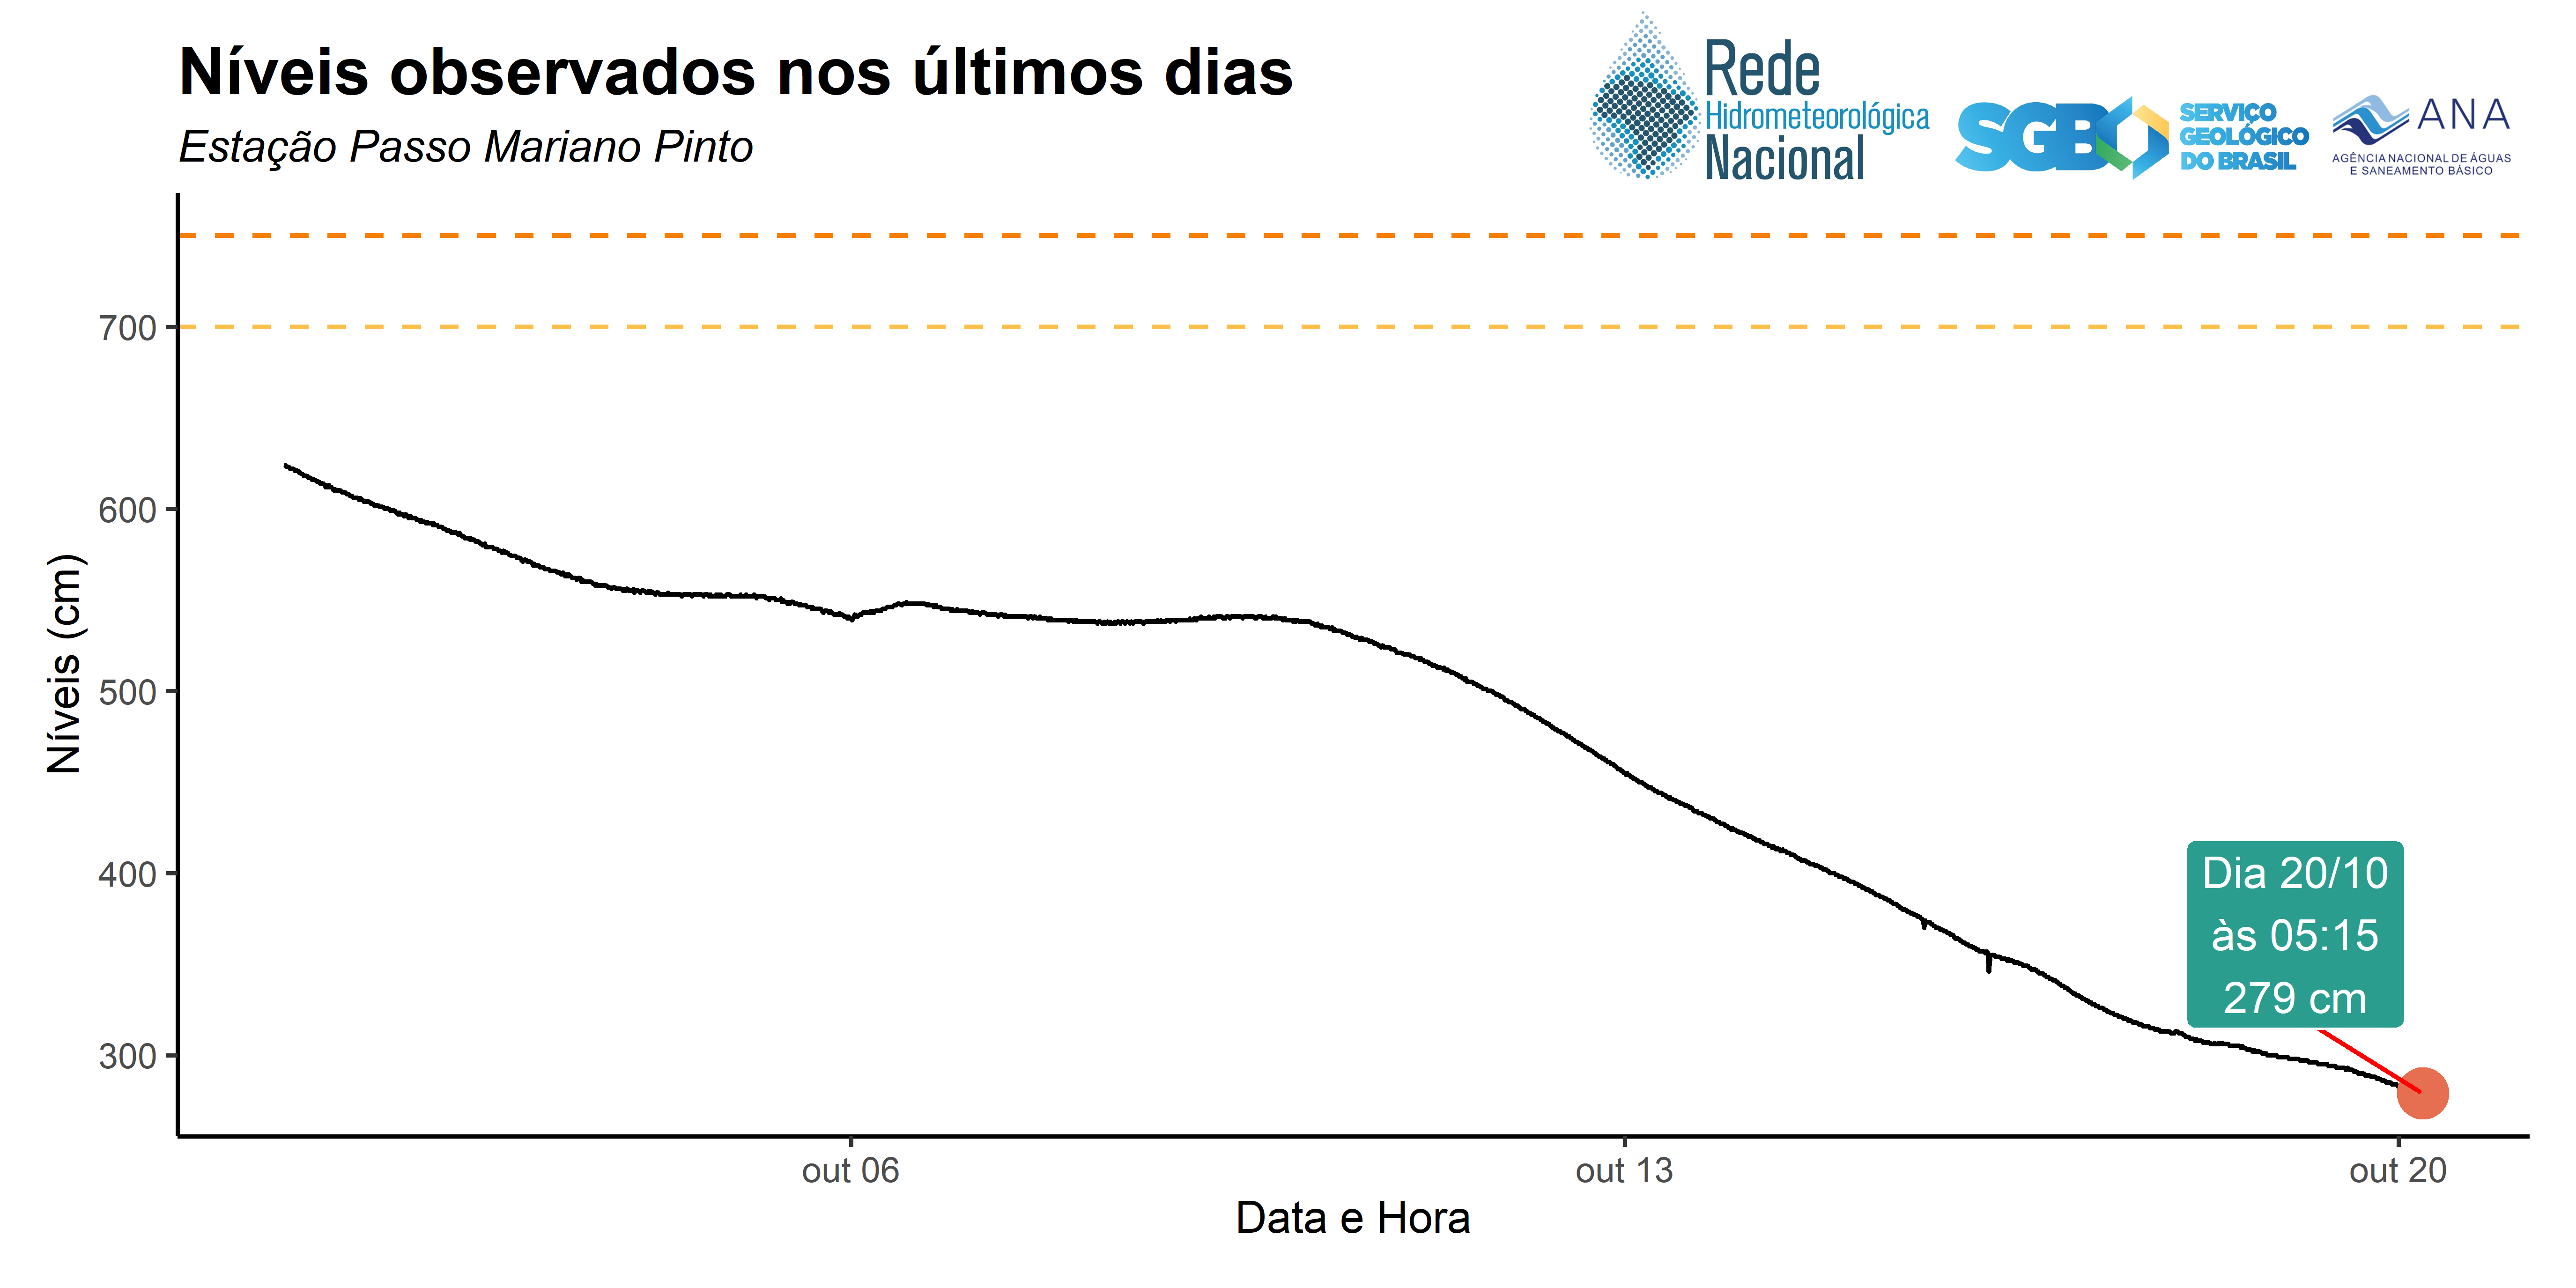 Níveis observados nos últimos dias
Estação Passo Mariano Pinto
Rede
Hidrometeorológica
Nacional
SGB
SERVIÇO
GEOLÓGICO
DO BRASIL
ANA
AGÊNCIA NACIONAL DE ÁGUAS
E SANEAMENTO BÁSICO
Níveis (cm)
700
600
500
400
300
Dia 20/10
às 05:15
279 cm
out 06
out 13
out 20
Data e Hora